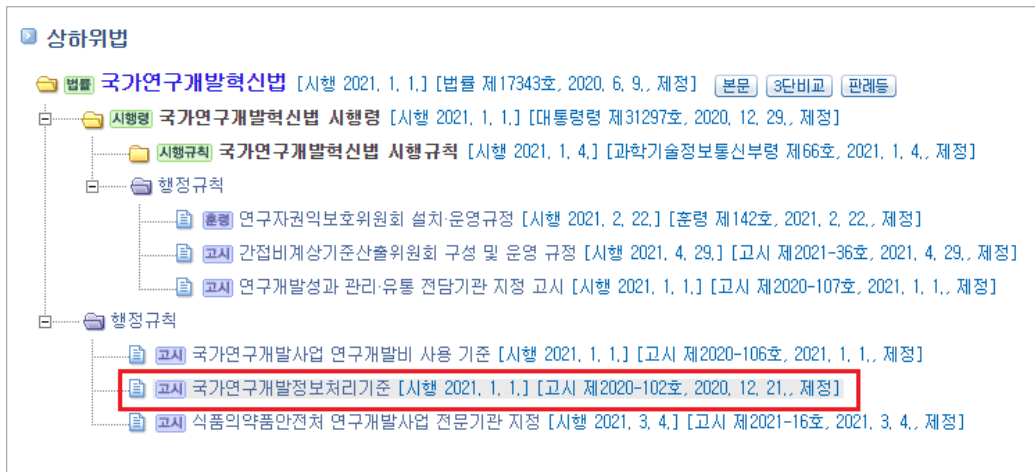 상하위법
법률 국가연구개발혁신법 [시행 2021. 1. 1.] [법률 제17343호, 2020. 6. 9., 제정] 본문 3단비교 판례등
시행령 국가연구개발혁신법 시행령 [시행 2021. 1. 1.] [대통령령 제31297호, 2020. 12. 29., 제정]
시행규칙 국가연구개발혁신법 시행규칙 [시행 2021. 1. 4.] [과학기술정보통신부령 제66호, 2021. 1. 4., 제정]
행정규칙
훈령 연구자권익보호위원회 설치·운영규정 [시행 2021. 2. 22.] [훈령 제142호, 2021. 2. 22., 제정]
고시 간접비계상기준산출위원회 구성 및 운영 규정 [시행 2021. 4. 29.] [고시 제2021-36호, 2021. 4. 29., 제정]
고시 연구개발성과 관리·유통 전담기관 지정 고시 [시행 2021. 1. 1.] [고시 제2020-107호, 2021. 1. 1., 제정]
행정규칙
고시 국가연구개발사업 연구개발비 사용 기준 [시행 2021. 1. 1.] [고시 제2020-106호, 2021. 1. 1., 제정]
고시 국가연구개발정보처리기준 [시행 2021. 1. 1.] [고시 제2020-102호, 2020. 12. 21., 제정]
고시 식품의약품안전처 연구개발사업 전문기관 지정 [시행 2021. 3. 4.] [고시 제2021-16호, 2021. 3. 4., 제정]